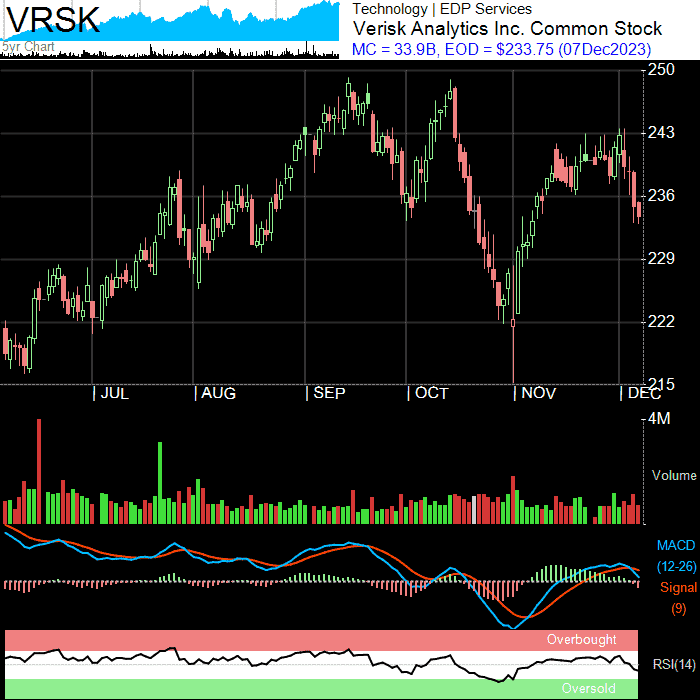 VRSK
5yr Chart
Technology | EDP Services
Verisk Analytics Inc. Common Stock
MC = 33.9B, EOD = $233.75 (07Dec2023)
250
243
236
229
222
215
JUL AUG SEP OCT NOV DEC
4M
Volume
MACD
(12-26)
Signal
(9)
Overbought
RSI(14)
Oversold